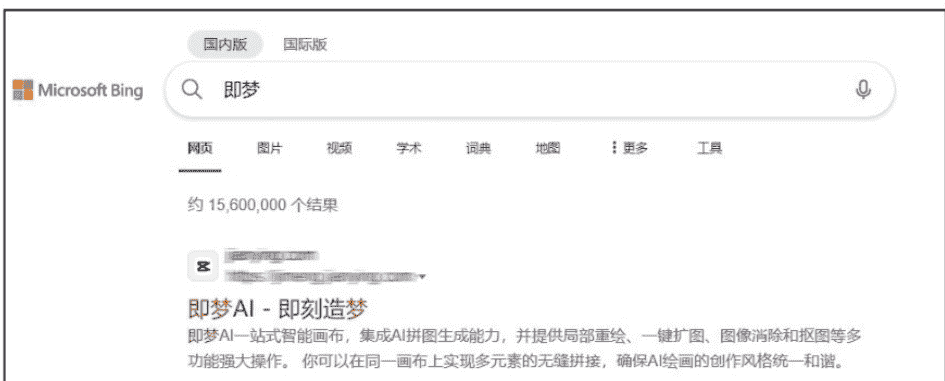 国内版 国际版
Microsoft Bing
即梦
网页 图片 视频 学术 词典 地图 更多 工具
约 15,600,000 个结果
即梦AI - 即刻造梦
即梦AI一站式智能画布，集成AI拼图生成能力，并提供局部重绘、一键扩图、图像消除和抠图等多
功能强大操作。 你可以在同一画布上实现多元素的无缝拼接，确保AI绘画的创作风格统一和谐。